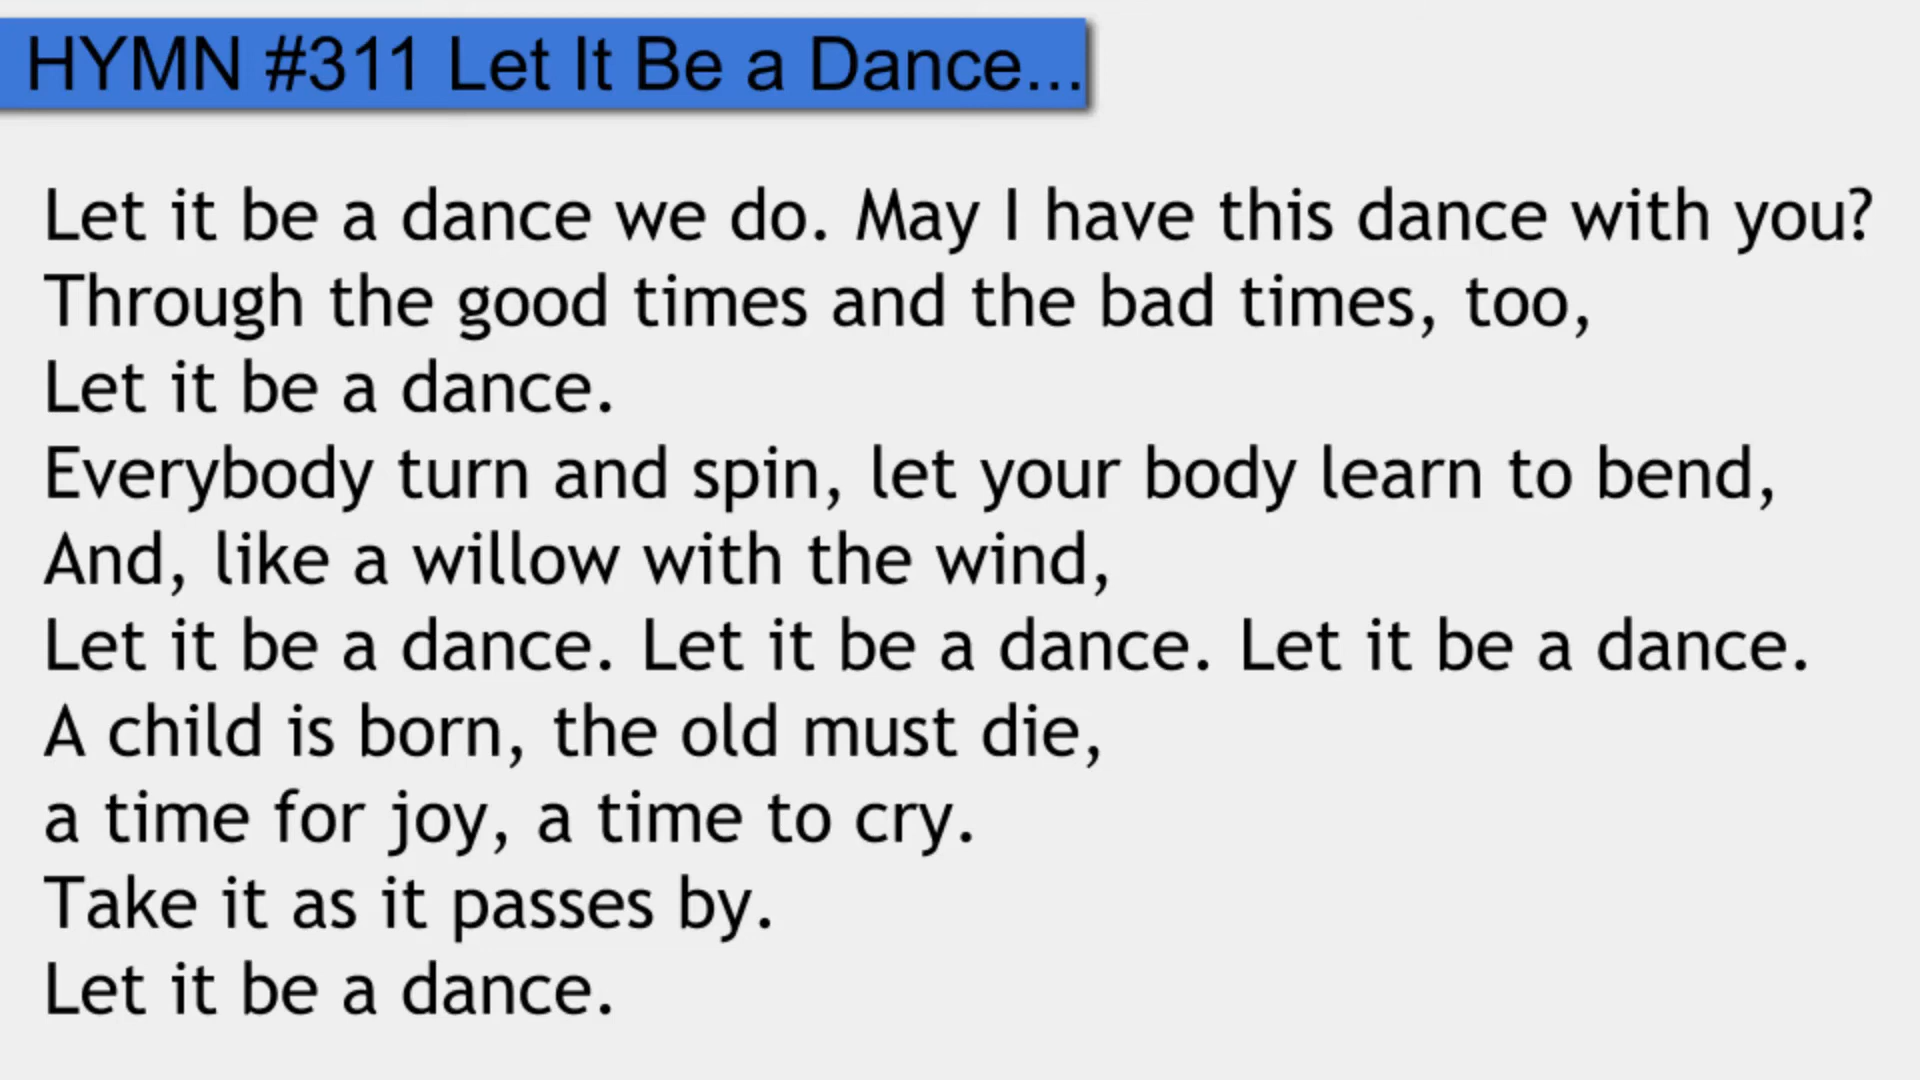 HYMN #311 Let It Be a Dance...
Let it be a dance we do. May I have this dance with you?
Through the good times and the bad times, too,
Let it be a dance.
Everybody turn and spin, let your body learn to bend,
And, like a willow with the wind,
Let it be a dance. Let it be a dance. Let it be a dance.
A child is born, the old must die,
a time for joy, a time to cry.
Take it as it passes by.
Let it be a dance.